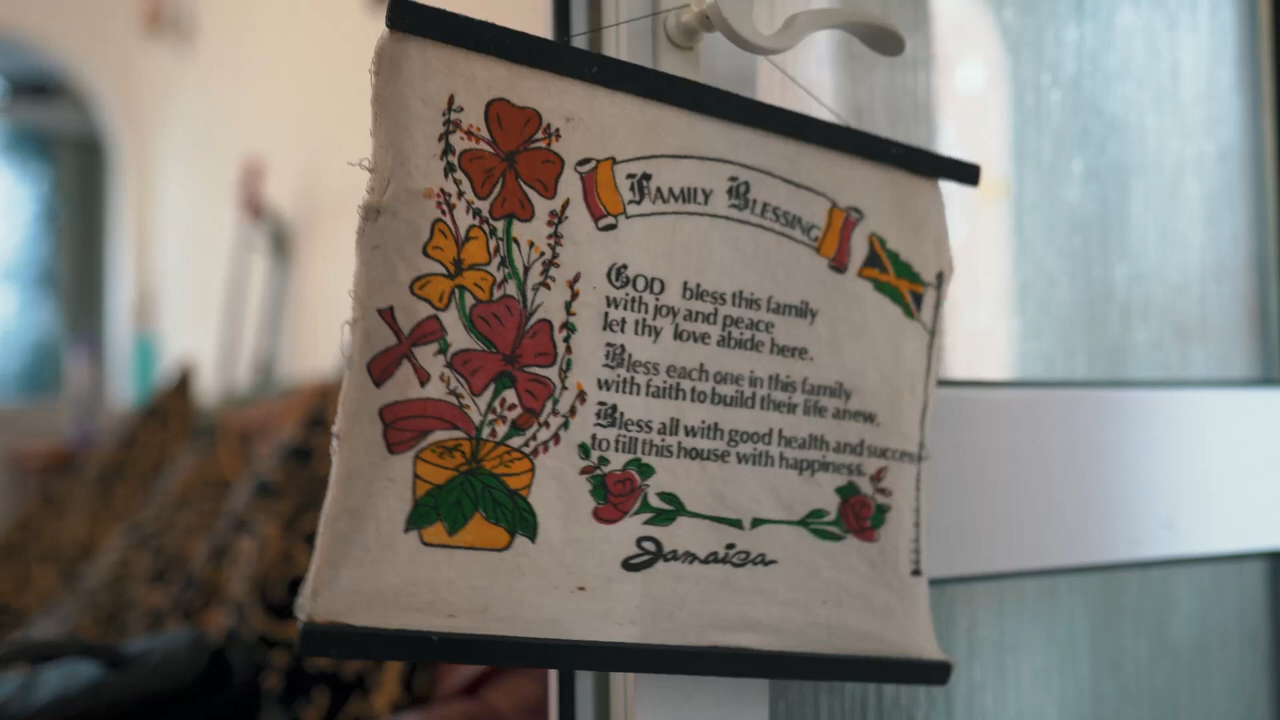 FAMILY BLESSING
GOD bless this family
with joy and peace
let thy love abide here.
Bless each one in this family
with faith to build their life anew.
Bless all with good health and success
to fill this house with happiness.
Jamaica